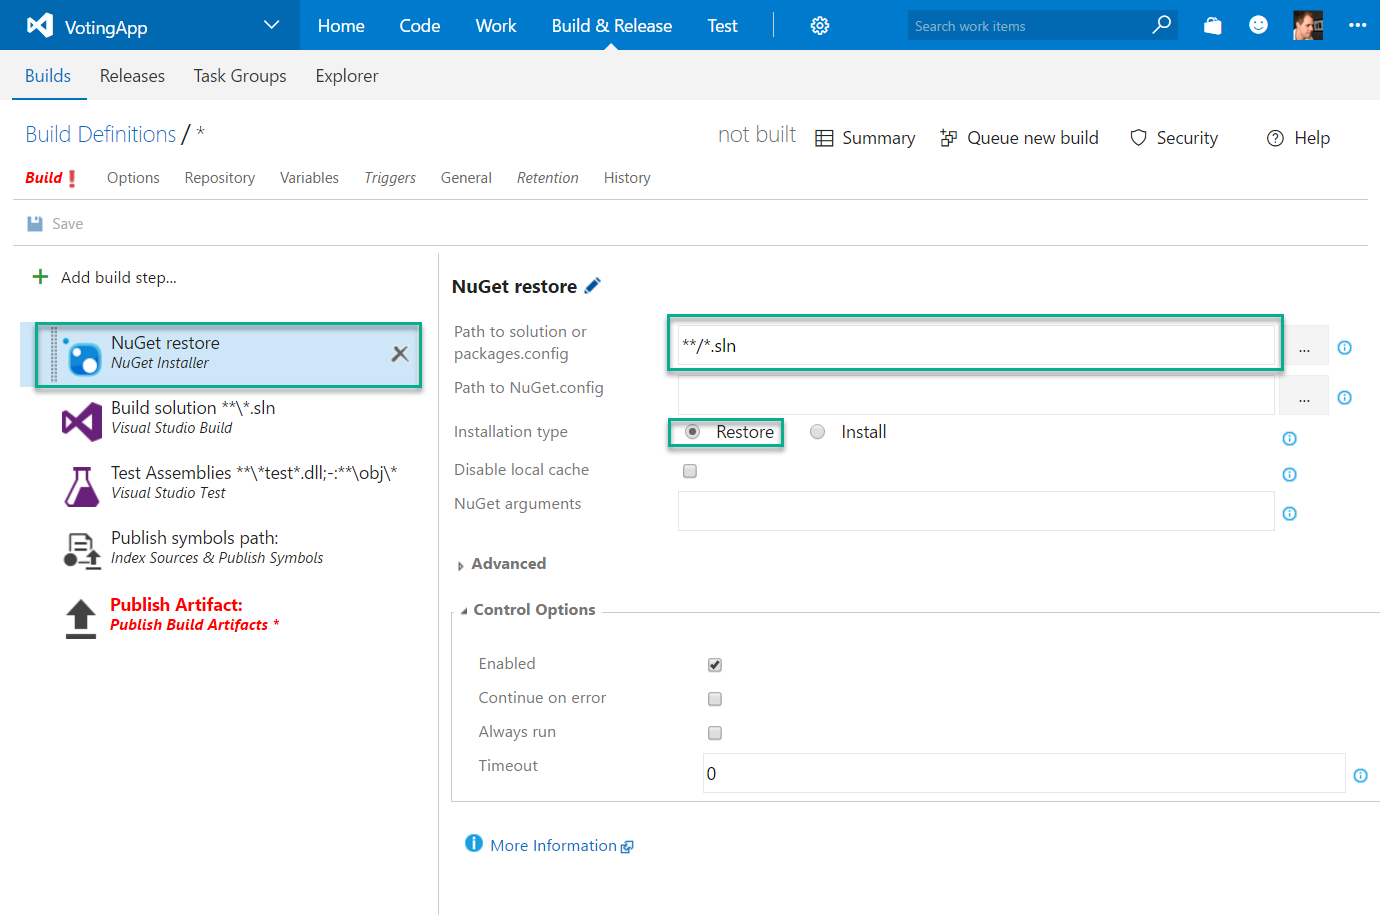 VotingApp Home Code Work Build & Release Test Search work items
Builds Releases Task Groups Explorer
Build Definitions / * not built Summary Queue new build Security Help
Build ! Options Repository Variables Triggers General Retention History
Save
Add build step...
NuGet restore
NuGet Installer
Build solution **\*.sln
Visual Studio Build
Test Assemblies **\*test*.dll;-:**\obj\*
Visual Studio Test
Publish symbols path:
Index Sources & Publish Symbols
Publish Artifact:
Publish Build Artifacts *
NuGet restore
Path to solution or
packages.config
**/*.sln
...
Path to NuGet.config
...
Installation type Restore Install
Disable local cache
NuGet arguments
Advanced
Control Options
Enabled
Continue on error
Always run
Timeout 0
More Information